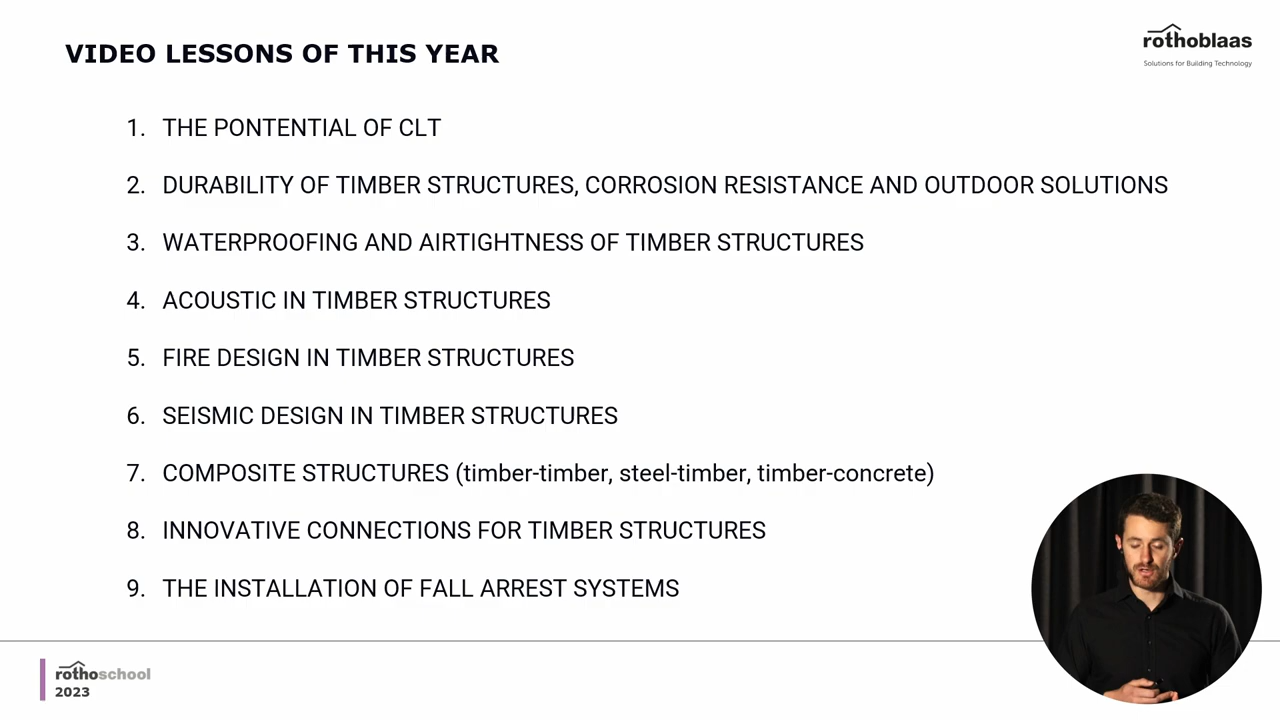 VIDEO LESSONS OF THIS YEAR
rothoblaas
Solutions for Building Technology
1. THE PONTENTIAL OF CLT
2. DURABILITY OF TIMBER STRUCTURES, CORROSION RESISTANCE AND OUTDOOR SOLUTIONS
3. WATERPROOFING AND AIRTIGHTNESS OF TIMBER STRUCTURES
4. ACOUSTIC IN TIMBER STRUCTURES
5. FIRE DESIGN IN TIMBER STRUCTURES
6. SEISMIC DESIGN IN TIMBER STRUCTURES
7. COMPOSITE STRUCTURES (timber-timber, steel-timber, timber-concrete)
8. INNOVATIVE CONNECTIONS FOR TIMBER STRUCTURES
9. THE INSTALLATION OF FALL ARREST SYSTEMS
rothoschool
2023